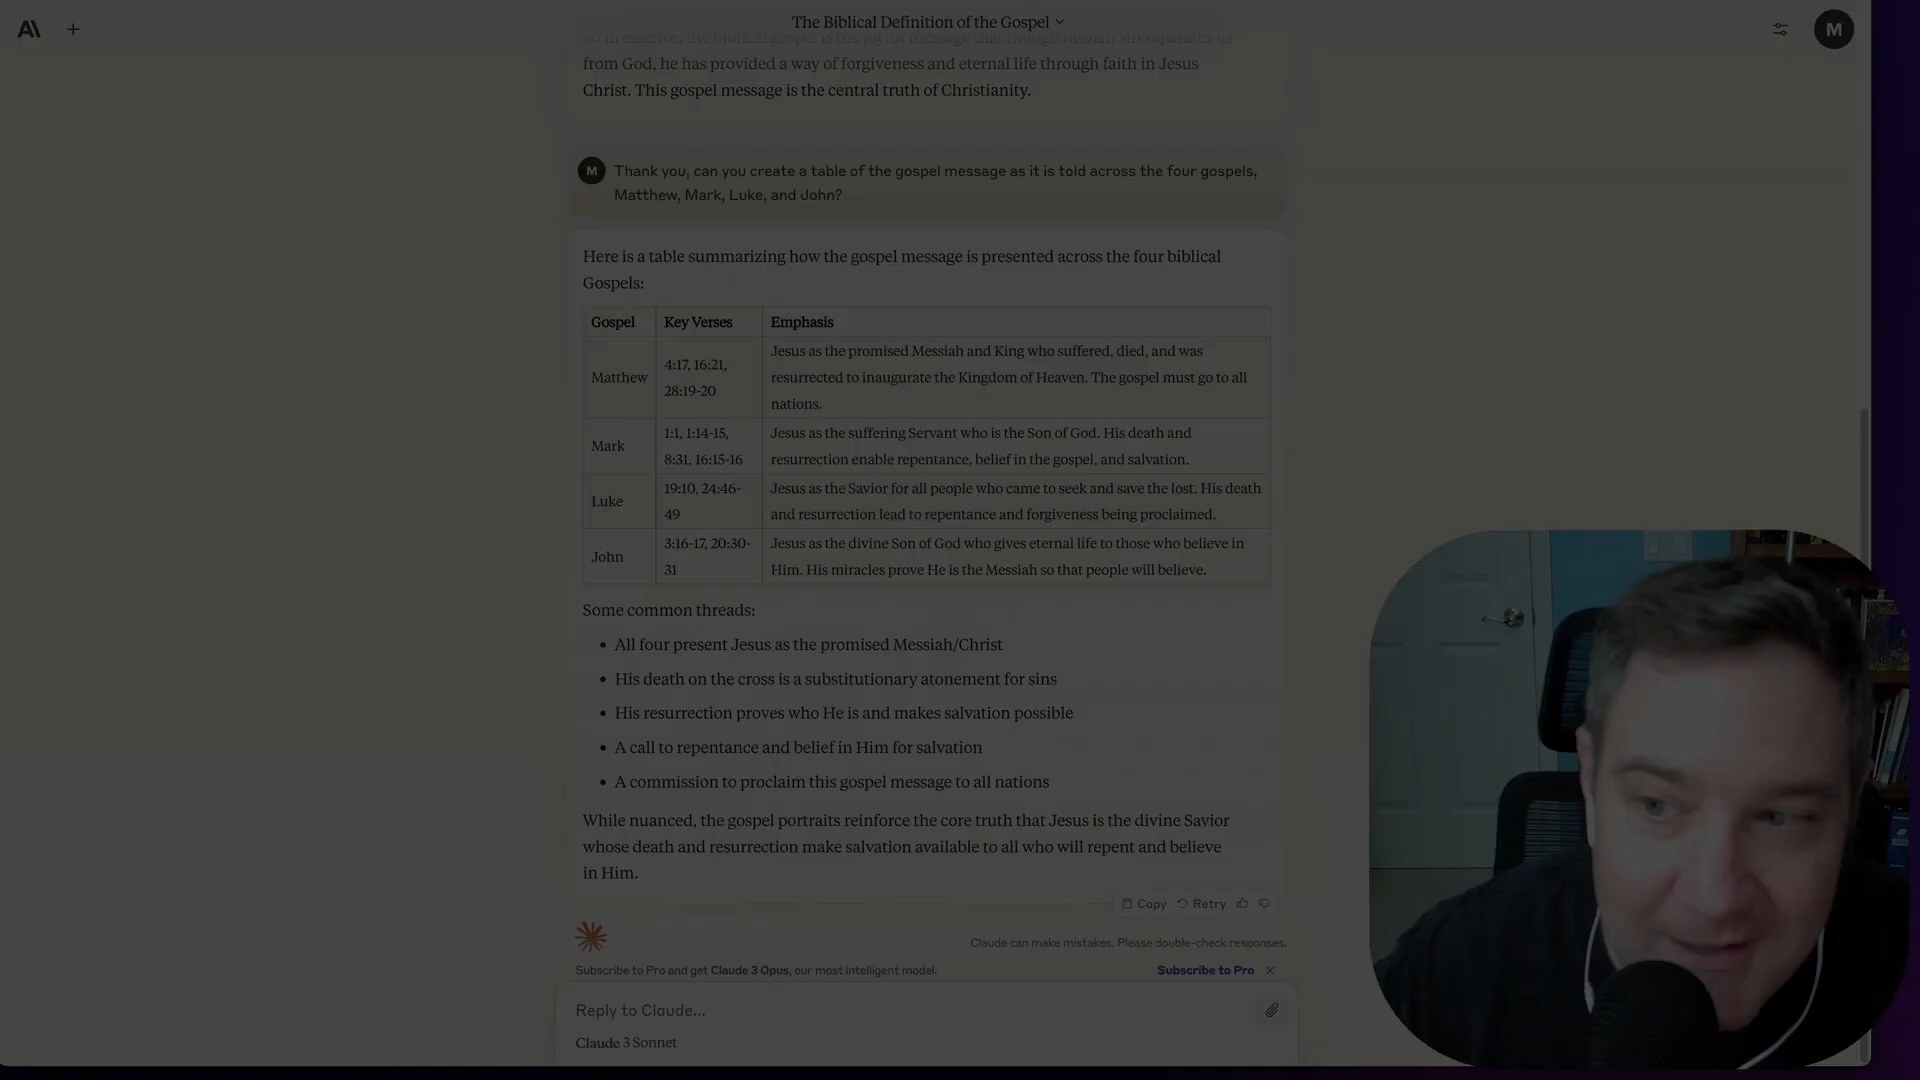 The Biblical Definition of the Gospel
M
So in essence, the biblical gospel is the joyful message that though human sin separates us
from God, he has provided a way of forgiveness and eternal life through faith in Jesus
Christ. This gospel message is the central truth of Christianity.
M
Thank you, can you create a table of the gospel message as it is told across the four gospels,
Matthew, Mark, Luke, and John?
Here is a table summarizing how the gospel message is presented across the four biblical
Gospels:
Gospel Key Verses Emphasis
Matthew 4:17, 16:21, 28:19-20 Jesus as the promised Messiah and King who suffered, died, and was
resurrected to inaugurate the Kingdom of Heaven. The gospel must go to all
nations.
Mark 1:1, 1:14-15, 8:31, 16:15-16 Jesus as the suffering Servant who is the Son of God. His death and
resurrection enable repentance, belief in the gospel, and salvation.
Luke 19:10, 24:46-49 Jesus as the Savior for all people who came to seek and save the lost. His death
and resurrection lead to repentance and forgiveness being proclaimed.
John 3:16-17, 20:30-31 Jesus as the divine Son of God who gives eternal life to those who believe in
Him. His miracles prove He is the Messiah so that people will believe.
Some common threads:
• All four present Jesus as the promised Messiah/Christ
• His death on the cross is a substitutionary atonement for sins
• His resurrection proves who He is and makes salvation possible
• A call to repentance and belief in Him for salvation
• A commission to proclaim this gospel message to all nations
While nuanced, the gospel portraits reinforce the core truth that Jesus is the divine Savior
whose death and resurrection make salvation available to all who will repent and believe
in Him.
Copy Retry
Claude can make mistakes. Please double-check responses.
Subscribe to Pro and get Claude 3 Opus, our most intelligent model. Subscribe to Pro ×
Reply to Claude...
Claude 3 Sonnet